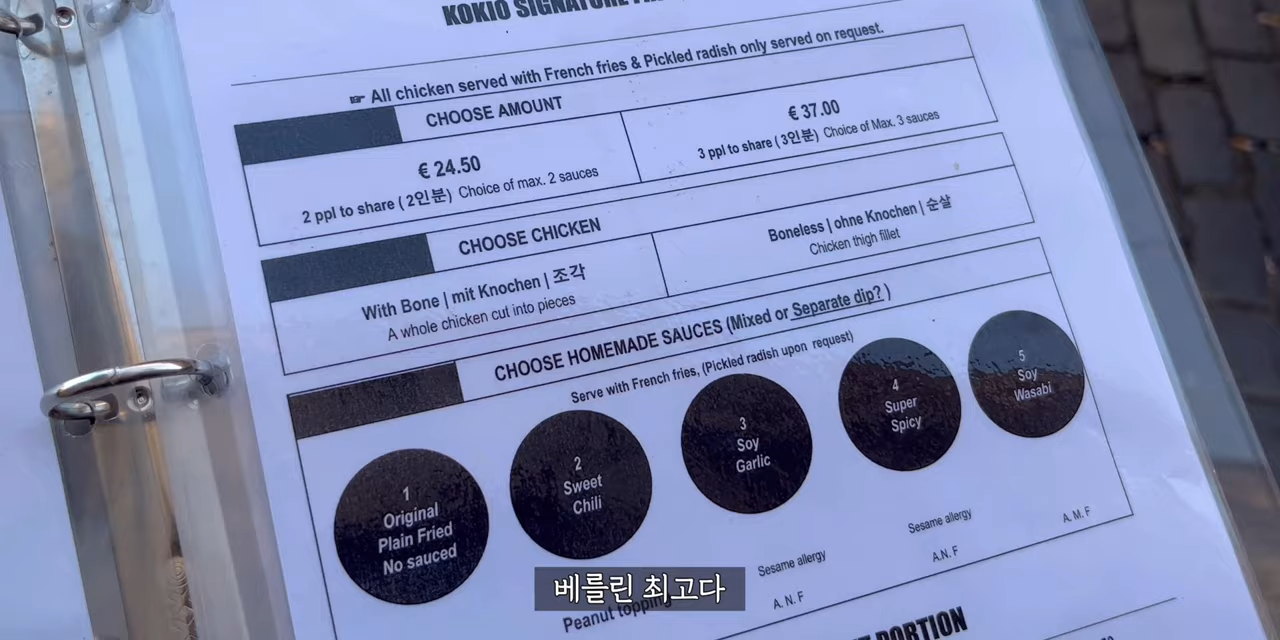 KOKIO SIGNATURE
☞ All chicken served with French fries & Pickled radish only served on request.
CHOOSE AMOUNT
€ 24.50
2 ppl to share ( 2인분) Choice of max. 2 sauces
€ 37.00
3 ppl to share ( 3인분) Choice of Max. 3 sauces
CHOOSE CHICKEN
With Bone | mit Knochen | 조각
A whole chicken cut into pieces
Boneless | ohne Knochen | 순살
Chicken thigh fillet
CHOOSE HOMEMADE SAUCES (Mixed or Separate dip? )
Serve with French fries, (Pickled radish upon request)
1
Original
Plain Fried
No sauced
2
Sweet
Chili
3
Soy
Garlic
4
Super
Spicy
5
Soy
Wasabi
Peanut topping
Sesame allergy
A. N. F
Sesame allergy
A.N. F
A. M. F
PORTION
베를린 최고다